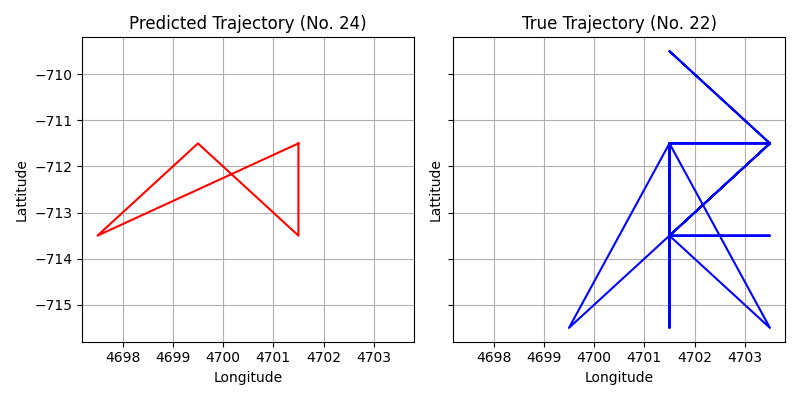 Predicted Trajectory (No. 24)
True Trajectory (No. 22)
−710
−711
−712
−713
−714
−715
Lattitude
Lattitude
4698 4699 4700 4701 4702 4703
4698 4699 4700 4701 4702 4703
Longitude
Longitude